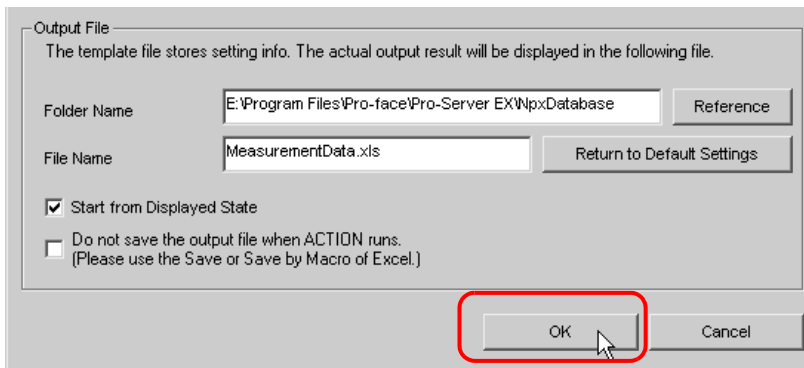 Output File
The template file stores setting info. The actual output result will be displayed in the following file.
Folder Name
E:\Program Files\Pro-face\Pro-Server EX\NpxDatabase
Reference
File Name
MeasurementData.xls
Return to Default Settings
Start from Displayed State
Do not save the output file when ACTION runs.
(Please use the Save or Save by Macro of Excel.)
OK
Cancel